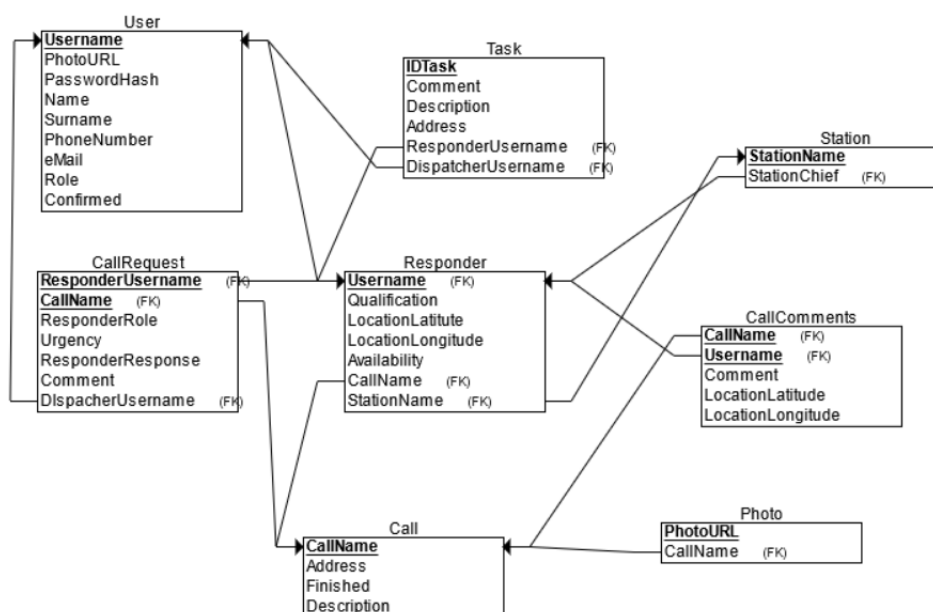 User
Username
PhotoURL
PasswordHash
Name
Surname
PhoneNumber
eMail
Role
Confirmed
Task
IDTask
Comment
Description
Address
ResponderUsername (FK)
DispatcherUsername (FK)
Station
StationName
StationChief (FK)
CallRequest
ResponderUsername (FK)
CallName (FK)
ResponderRole
Urgency
ResponderResponse
Comment
DIspacherUsername (FK)
Responder
Username (FK)
Qualification
LocationLatitute
LocationLongitude
Availability
CallName (FK)
StationName (FK)
CallComments
CallName (FK)
Username (FK)
Comment
LocationLatitude
LocationLongitude
Call
CallName
Address
Finished
Description
Photo
PhotoURL
CallName (FK)